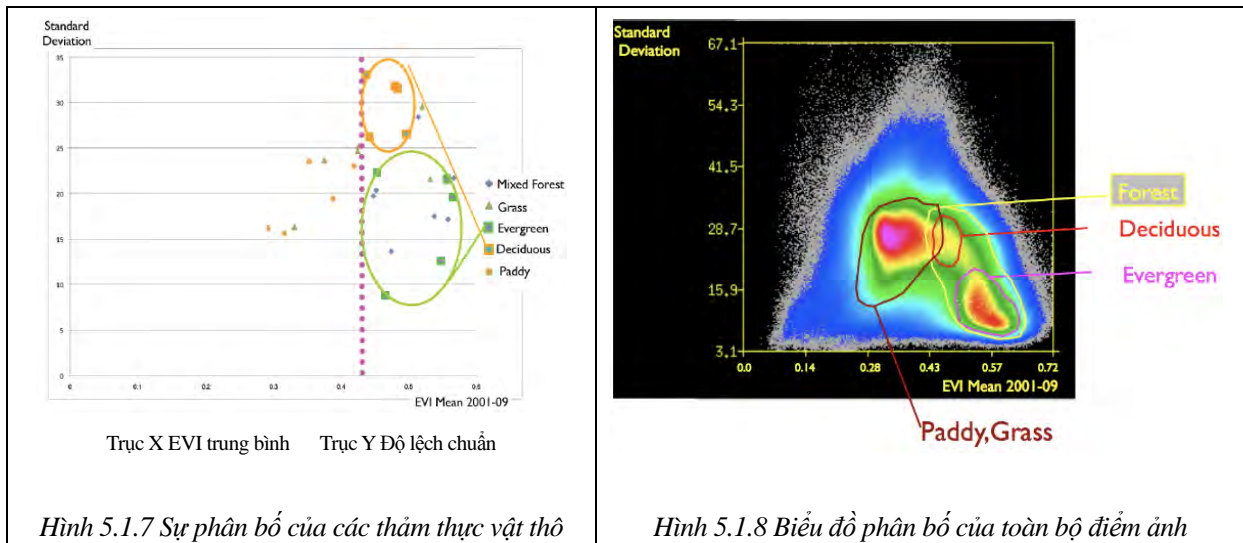 Standard
Deviation
35
30
25
20
15
10
5
0
0
0.1
0.2
0.3
0.4
0.5
0.6
EVI Mean 2001-09
Mixed Forest
Grass
Evergreen
Deciduous
Paddy
Trục X EVI trung bình Trục Y Độ lệch chuẩn
Hình 5.1.7 Sự phân bố của các thảm thực vật thô
Standard
Deviation
67.1
54.3
41.5
28.7
15.9
3.1
0.0 0.14 0.28 0.43 0.57 0.72
EVI Mean 2001-09
Forest
Deciduous
Evergreen
Paddy,Grass
Hình 5.1.8 Biểu đồ phân bố của toàn bộ điểm ảnh